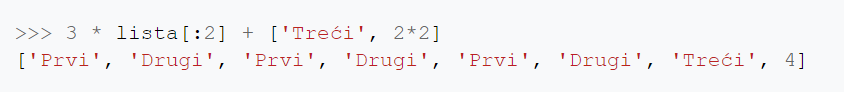 >>> 3 * lista[:2] + ['Treći', 2*2]
['Prvi', 'Drugi', 'Prvi', 'Drugi', 'Prvi', 'Drugi', 'Treći', 4]